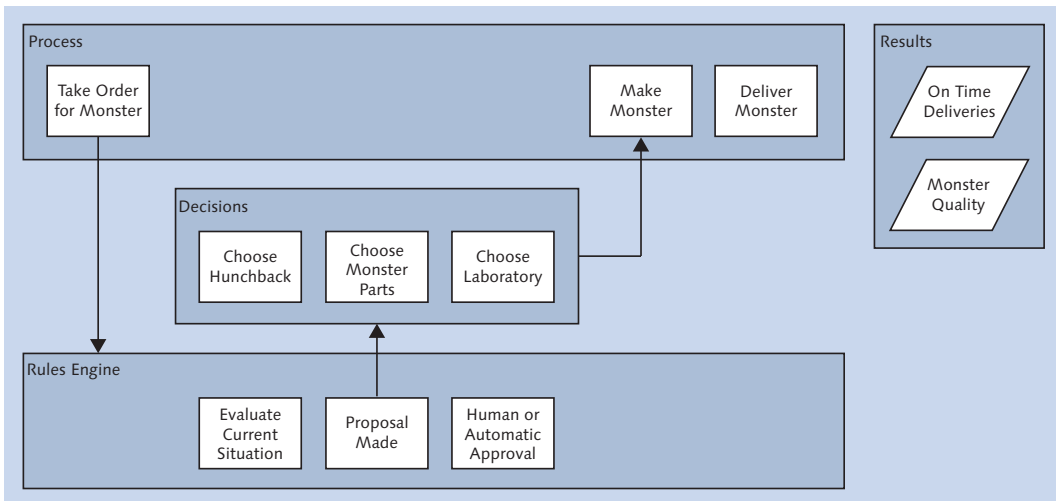 Process
Take Order
for Monster
Make
Monster
Deliver
Monster
Results
On Time
Deliveries
Monster
Quality
Decisions
Choose
Hunchback
Choose
Monster
Parts
Choose
Laboratory
Rules Engine
Evaluate
Current
Situation
Proposal
Made
Human or
Automatic
Approval